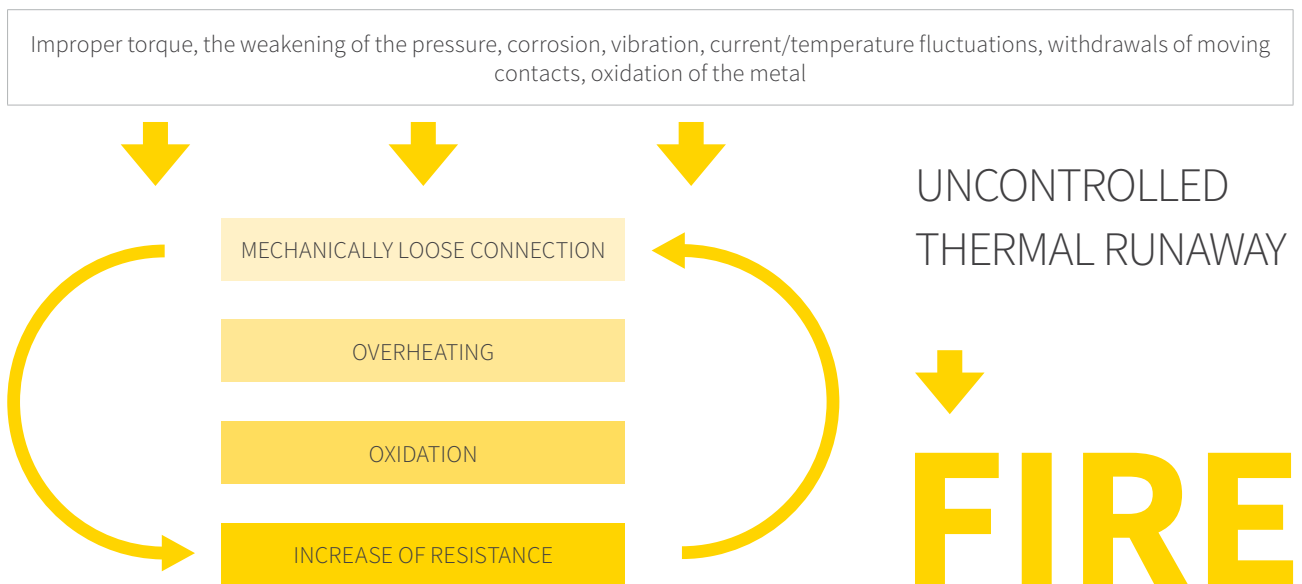 Improper torque, the weakening of the pressure, corrosion, vibration, current/temperature fluctuations, withdrawals of moving
contacts, oxidation of the metal
MECHANICALLY LOOSE CONNECTION
OVERHEATING
OXIDATION
INCREASE OF RESISTANCE
UNCONTROLLED
THERMAL RUNAWAY
FIRE